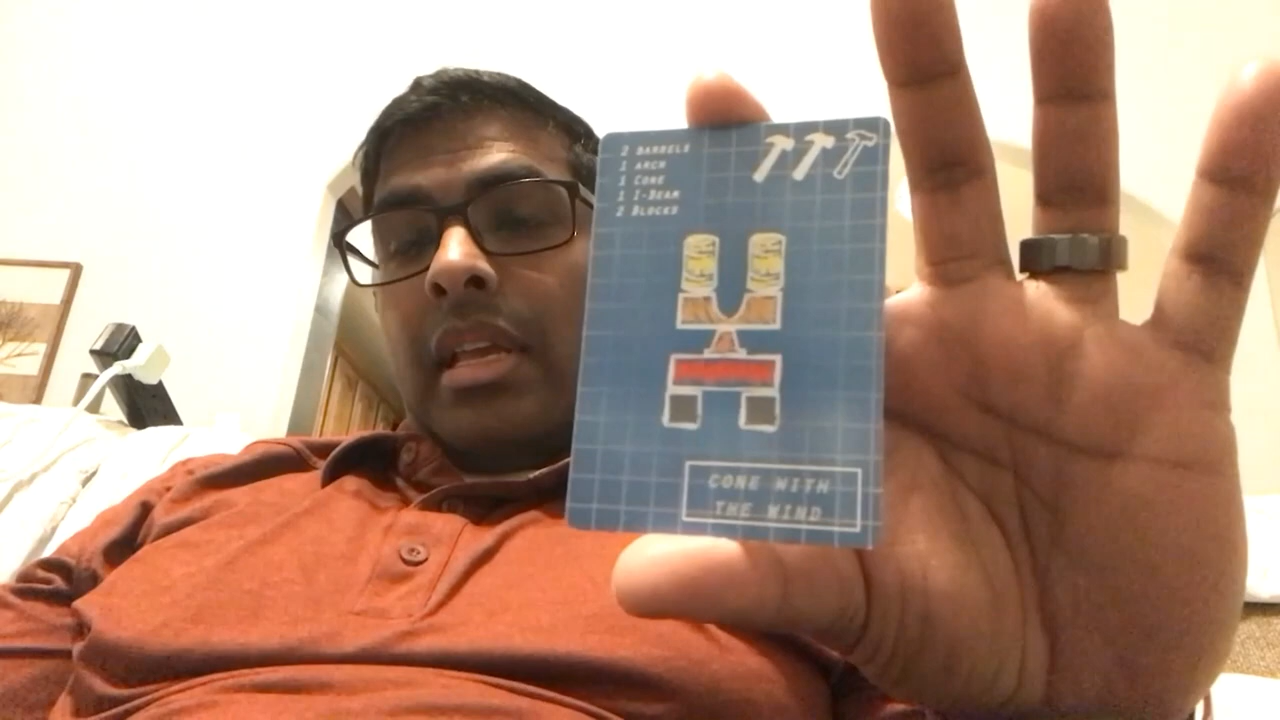 2 BARRELS
1 ARCH
1 CONE
1 I-BEAM
2 BLOCKS
CONE WITH
THE WIND